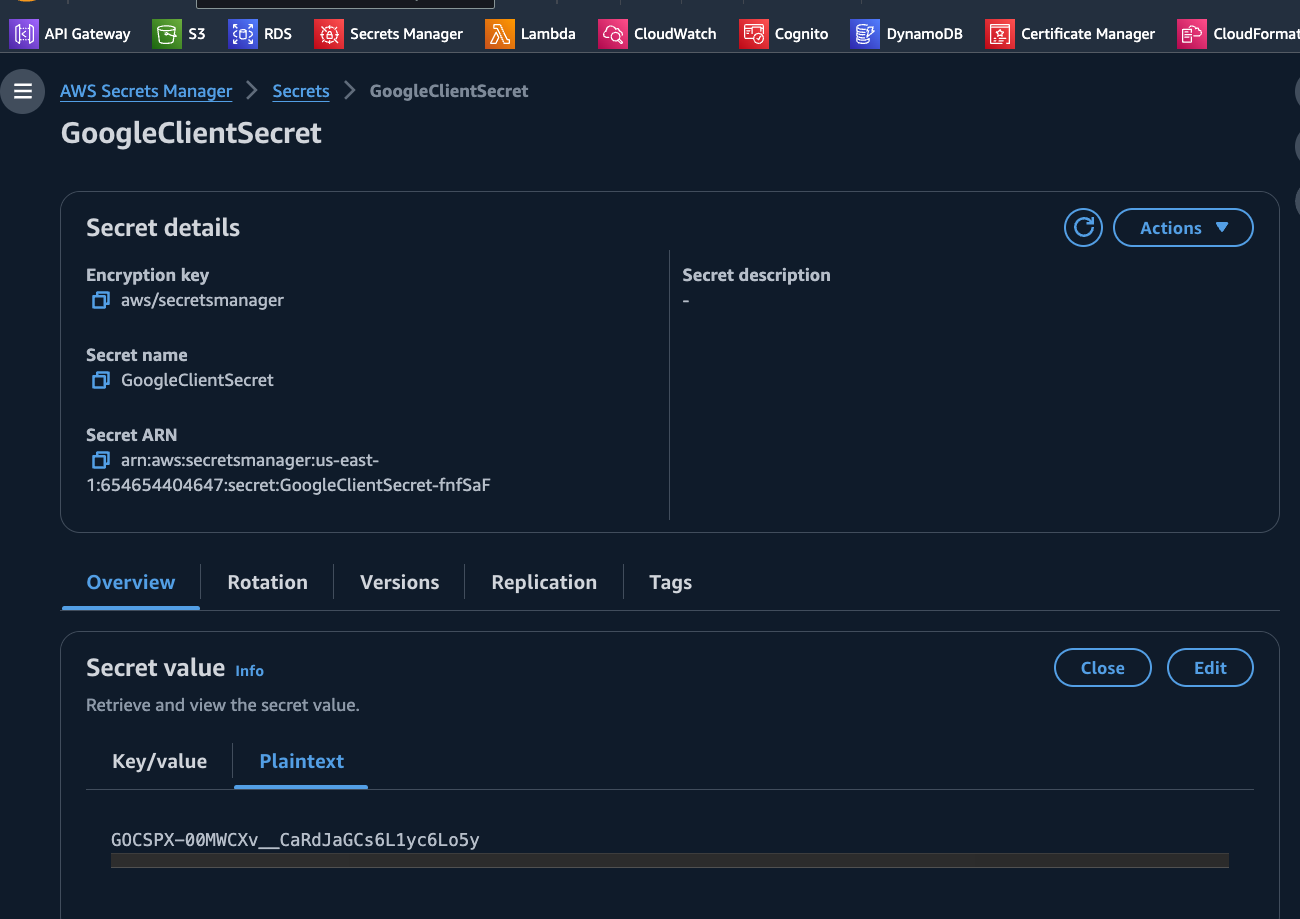 API Gateway S3 RDS Secrets Manager Lambda CloudWatch Cognito DynamoDB Certificate Manager CloudFormat
AWS Secrets Manager Secrets GoogleClientSecret
GoogleClientSecret
Secret details
Actions
Encryption key
aws/secretsmanager
Secret description
-
Secret name
GoogleClientSecret
Secret ARN
arn:aws:secretsmanager:us-east-
1:654654404647:secret:GoogleClientSecret-fnfSaF
Overview Rotation Versions Replication Tags
Secret value Info
Close Edit
Retrieve and view the secret value.
Key/value Plaintext
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